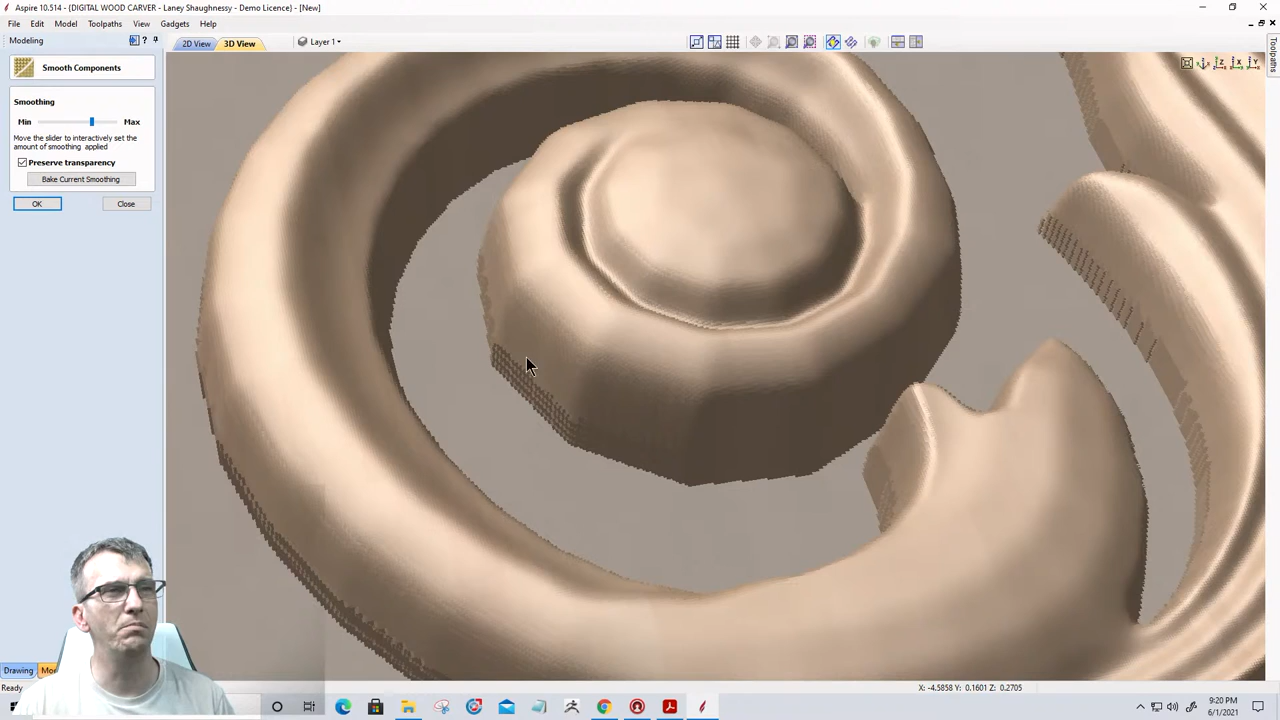 Aspire 10.514 - {DIGITAL WOOD CARVER - Laney Shaughnessy - Demo Licence} - [New]
File Edit Model Toolpaths View Gadgets Help
Modeling
2D View 3D View Layer 1
Toolpaths
Smooth Components
Smoothing
Min Max
Move the slider to interactively set the
amount of smoothing applied
Preserve transparency
Bake Current Smoothing
OK Close
Drawing
Ready
X: -4.5858 Y: 0.1601 Z: 0.2705
9:20 PM
6/1/2021